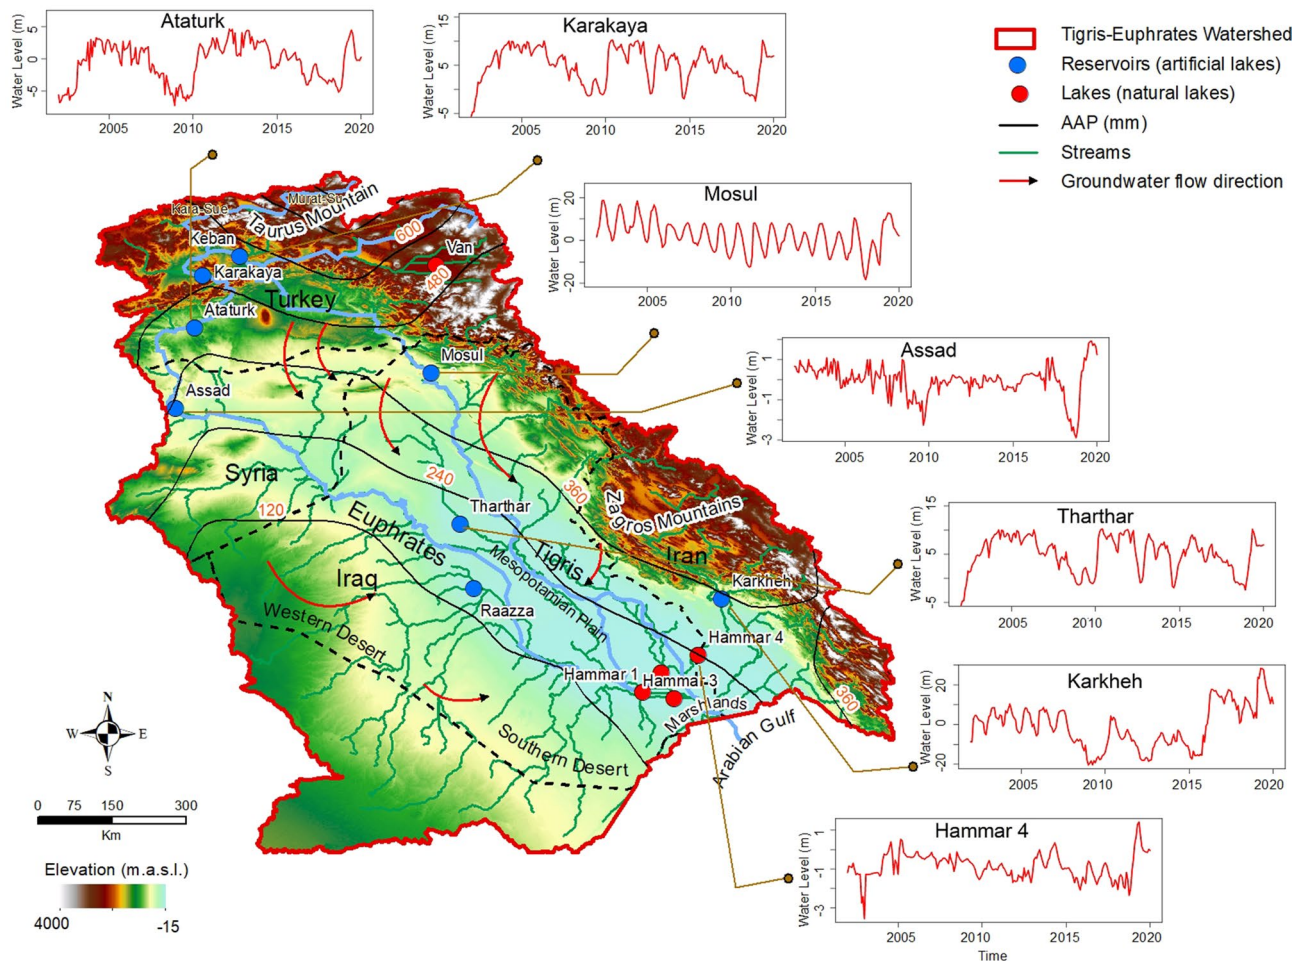 Ataturk
Water Level (m)
5
0
-5
2005
2010
2015
2020
Karakaya
Water Level (m)
15
5
-5
2005
2010
2015
2020
Tigris-Euphrates Watershed
Reservoirs (artificial lakes)
Lakes (natural lakes)
AAP (mm)
Streams
Groundwater flow direction
Mosul
Water Level (m)
20
0
-20
2005
2010
2015
2020
Kara-Sue
Murat-Su
Taurus Mountain
Keban
600
Van
Karakaya
480
Turkey
Ataturk
Mosul
Assad
Assad
Water Level (m)
1
-1
-3
2005
2010
2015
2020
Syria
240
360
Zagros Mountains
120
Tharthar
Euphrates
Tigris
Mesopotamian Plain
Iran
Iraq
Karkheh
Raazza
Western Desert
Hammar 4
Hammar 1
Hammar-3
Marshlands
360
Southern Desert
Arabian Gulf
Tharthar
Water Level (m)
15
5
-5
2005
2010
2015
2020
Karkheh
Water Level (m)
20
0
-20
2005
2010
2015
2020
Hammar 4
Water Level (m)
1
-1
-3
2005
2010
2015
2020
Time
N
W E
S
0 75 150 300
Km
Elevation (m.a.s.l.)
4000 -15